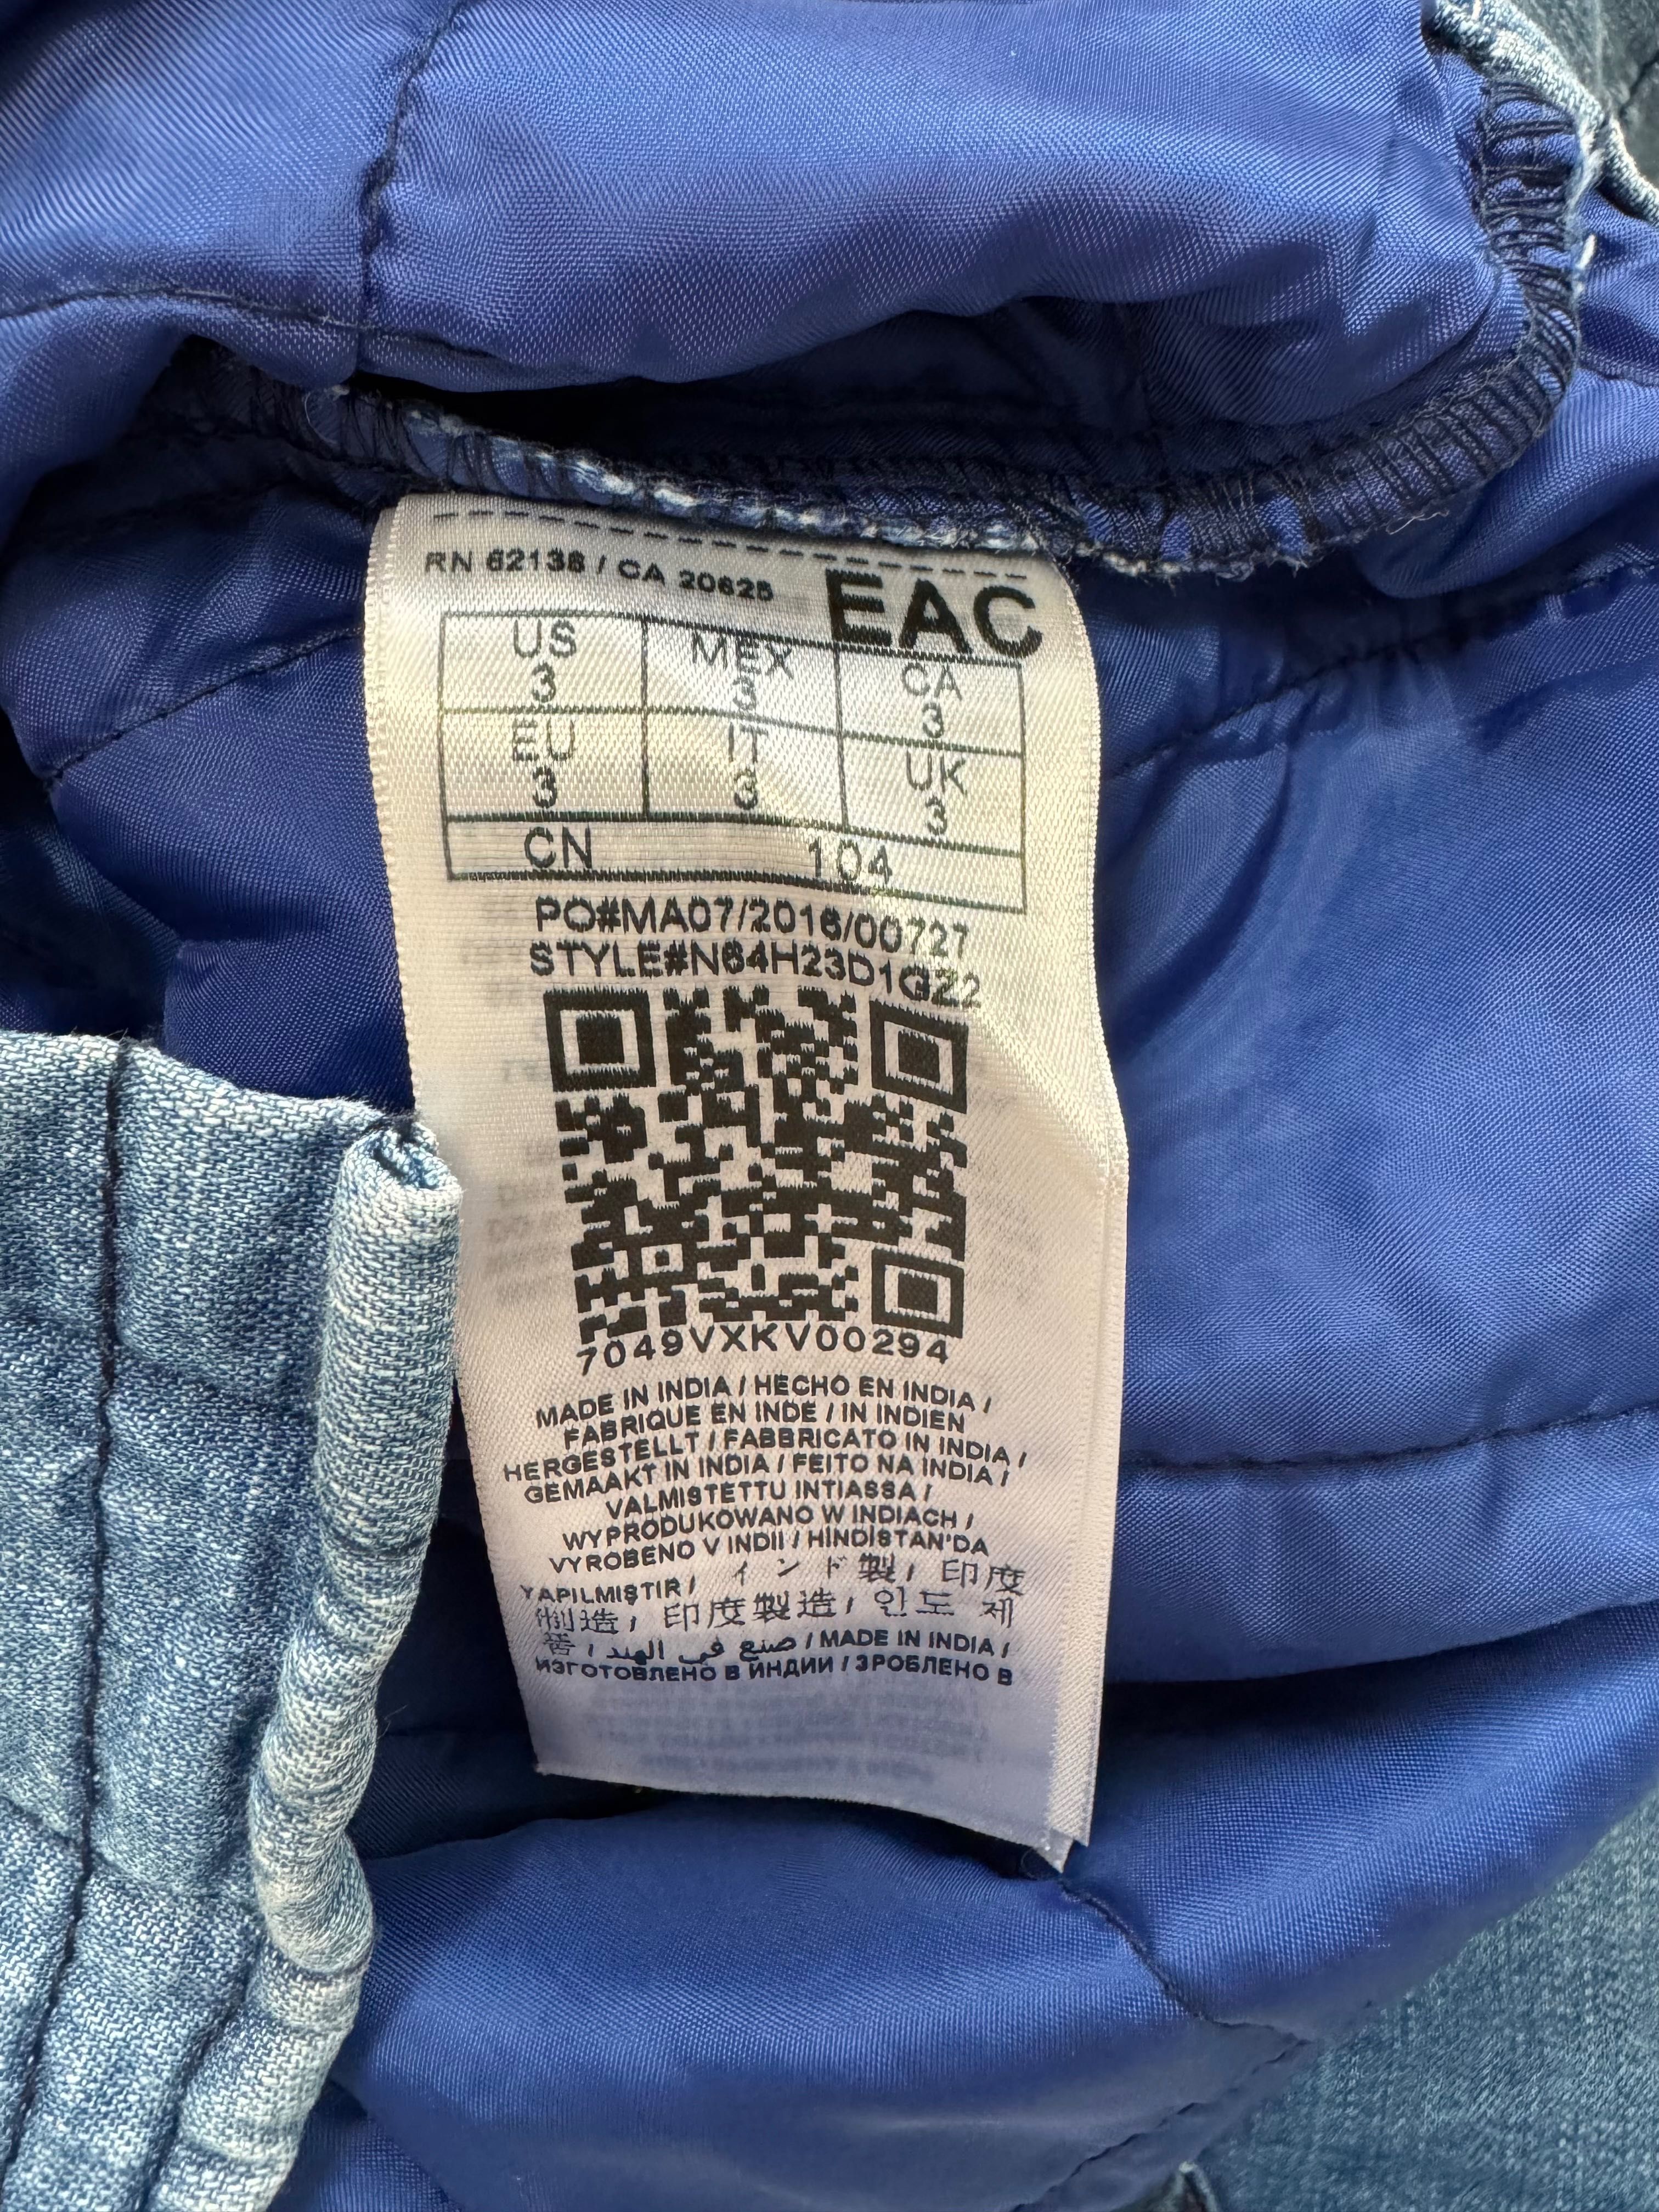 RN 62138 / CA 20625
EAC
US MEX CA
3 3 3
EU IT UK
3 3 3
CN 104
PO#MA07/2016/00727
STYLE#N64H23D1GZ2
7049VXKV00294
MADE IN INDIA / HECHO EN INDIA /
FABRIQUE EN INDE / IN INDIEN
HERGESTELLT / FABBRICATO IN INDIA /
GEMAAKT IN INDIA / FEITO NA INDIA /
VALMISTETTU INTIASSA /
WYPRODUKOWANO W INDIACH /
VYROBENO V INDII / HİNDİSTAN'DA
YAPILMIŞTIR / インド製 / 印度
制造 / 印度製造 / 인도 제
품 / صنع في الهند / MADE IN INDIA /
ИЗГОТОВЛЕНО В ИНДИИ / ЗРОБЛЕНО В